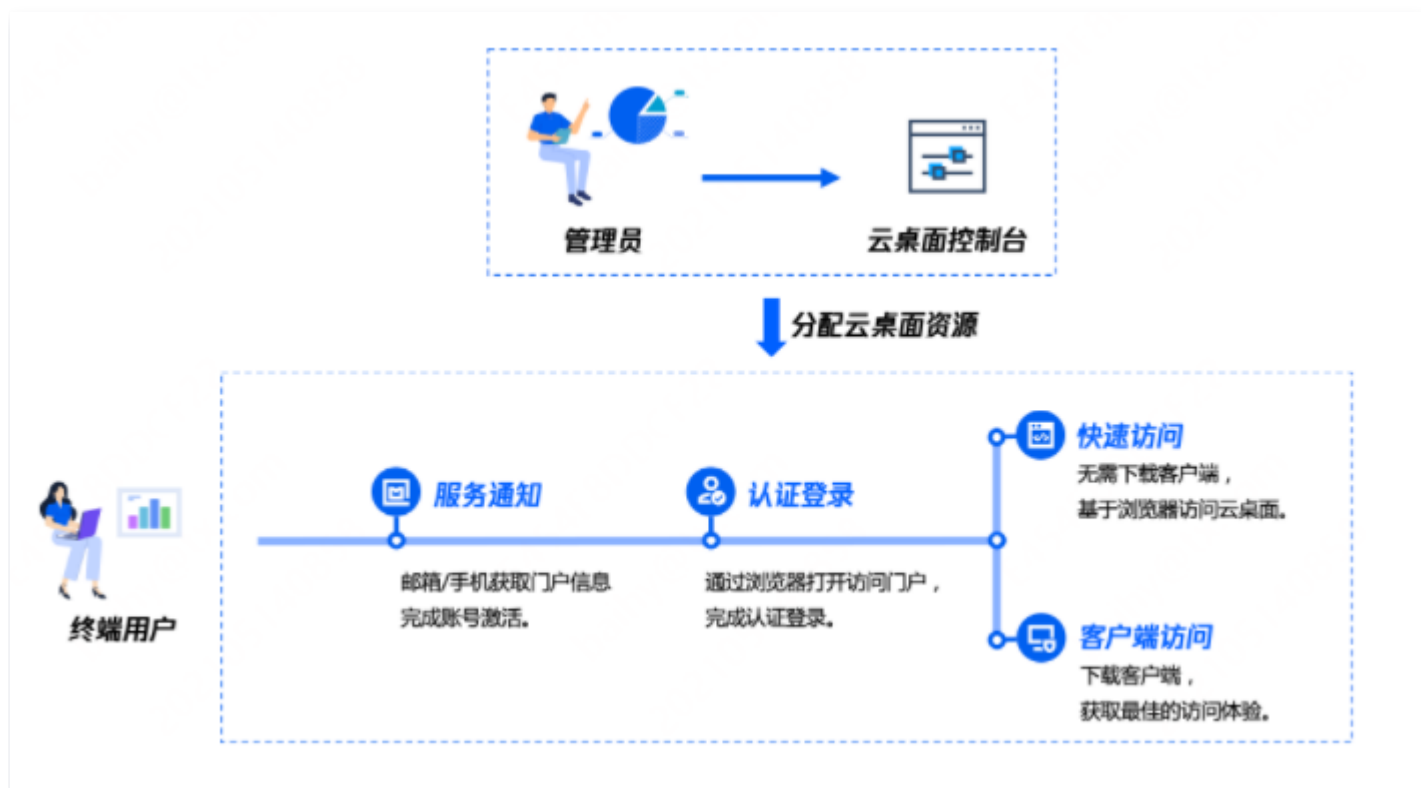 管理员
云桌面控制台
分配云桌面资源
快速访问
无需下载客户端，
基于浏览器访问云桌面。
服务通知
认证登录
邮箱/手机获取门户信息
完成账号激活。
通过浏览器打开访问门户，
完成认证登录。
终端用户
客户端访问
下载客户端，
获取最佳的访问体验。